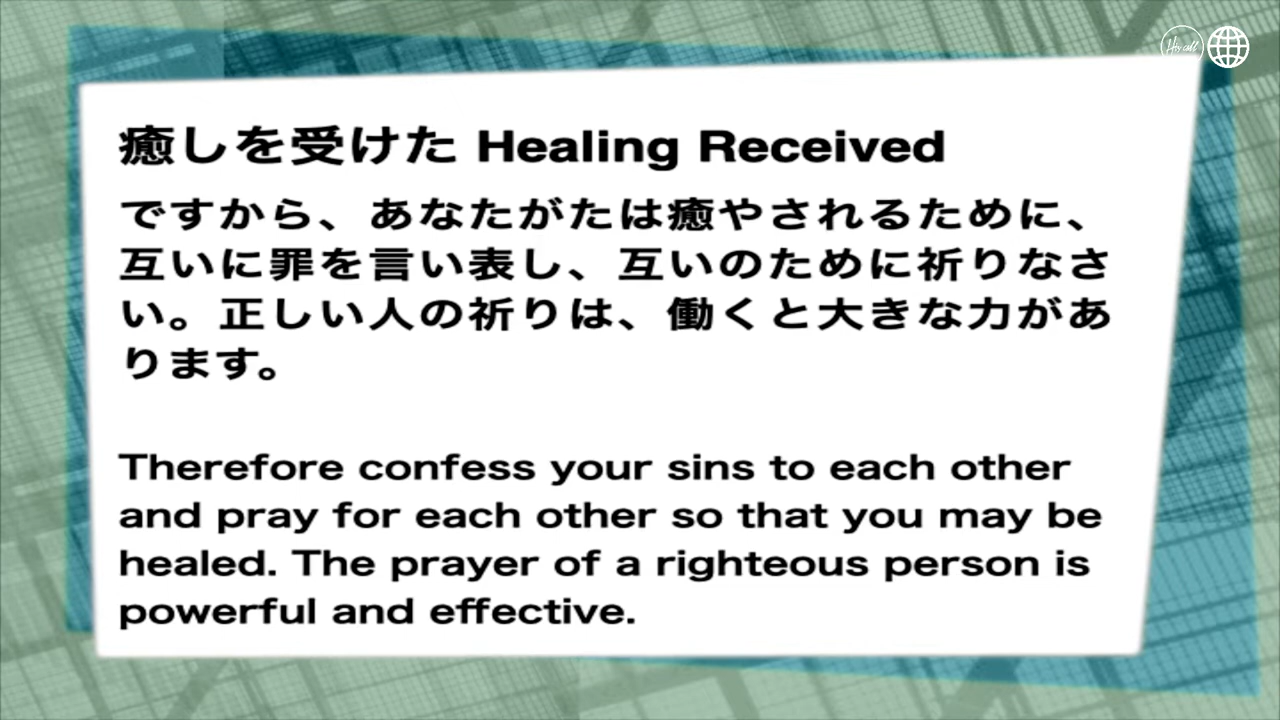 His call
癒しを受けた Healing Received
ですから、あなたがたは癒やされるために、
互いに罪を言い表し、互いのために祈りなさ
い。正しい人の祈りは、働くと大きな力があ
ります。
Therefore confess your sins to each other
and pray for each other so that you may be
healed. The prayer of a righteous person is
powerful and effective.